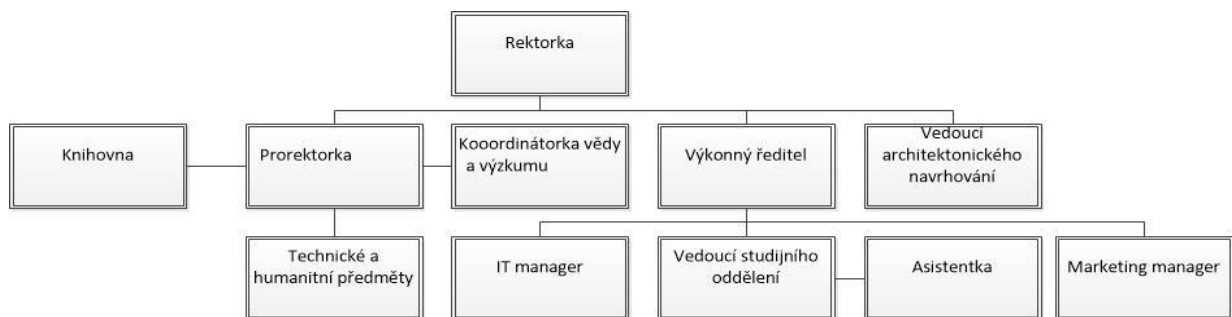 Rektorka
Knihovna
Prorektorka
Kooordinátorka vědy
a výzkumu
Výkonný ředitel
Vedoucí
architektonického
navrhování
Technické a
humanitní předměty
IT manager
Vedoucí studijního
oddělení
Asistentka
Marketing manager